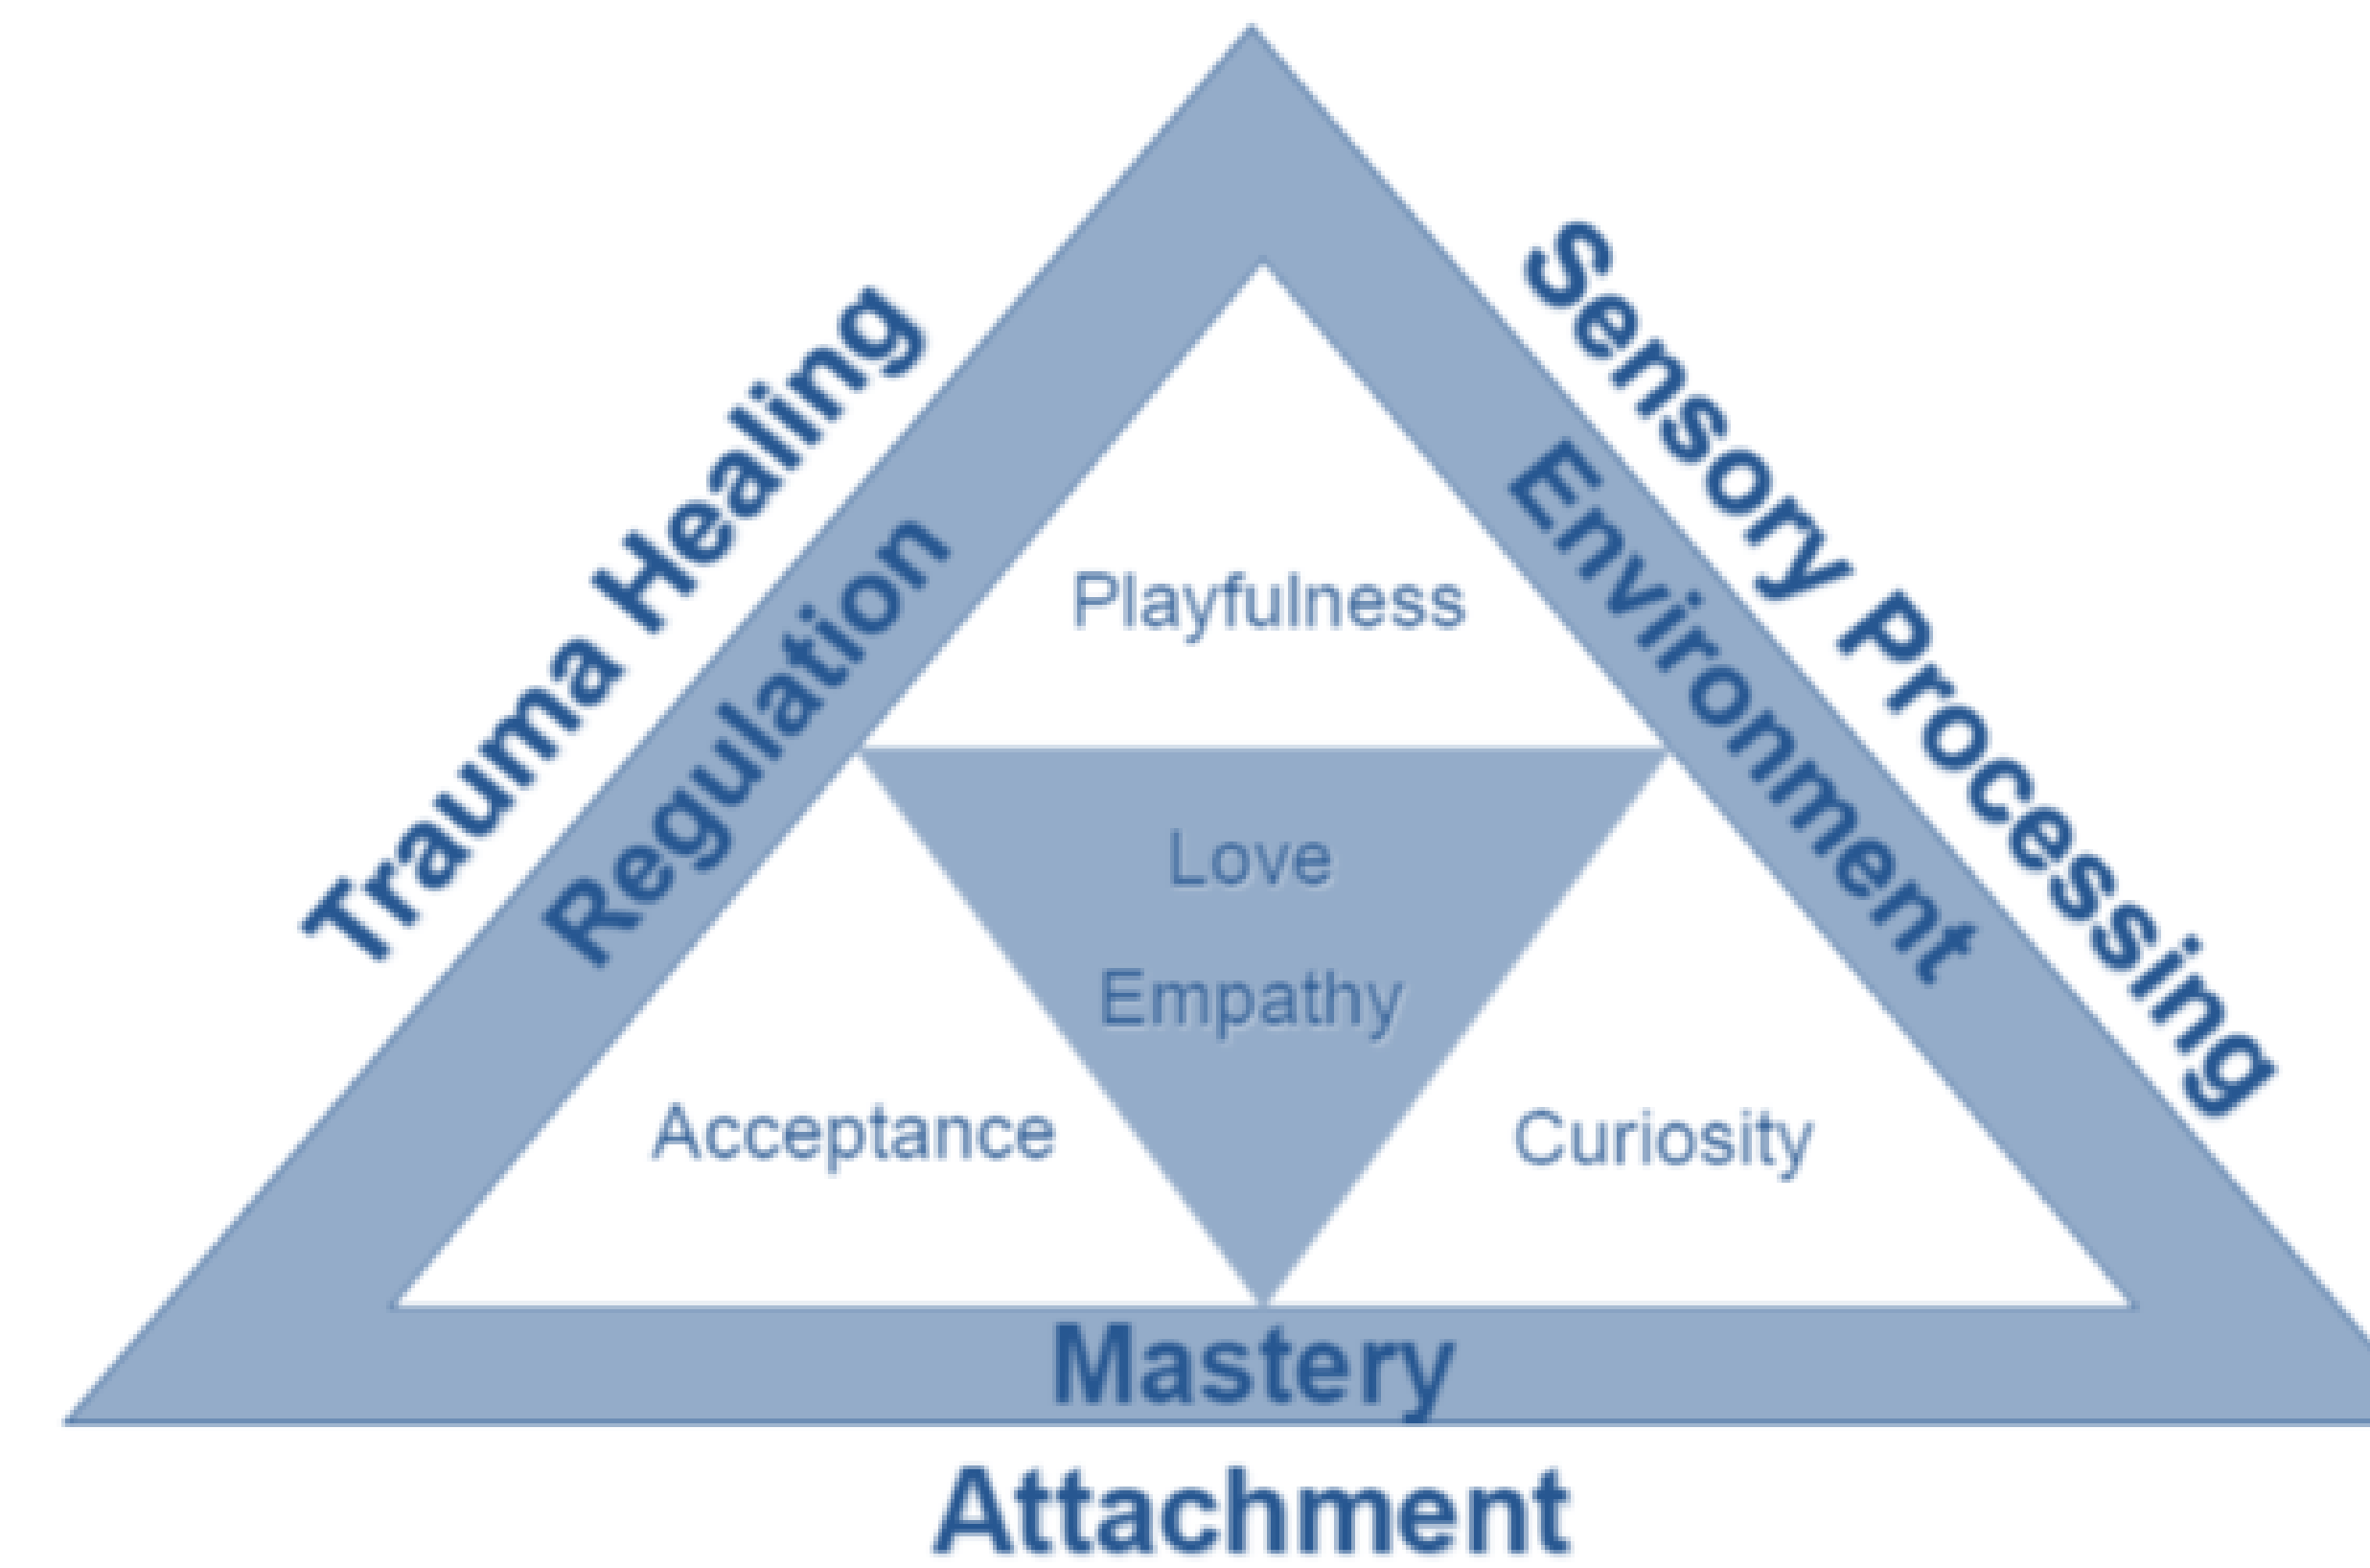 Trauma Healing
Sensory Processing
Regulation
Environment
Playfulness
Love
Empathy
Acceptance
Curiosity
Mastery
Attachment